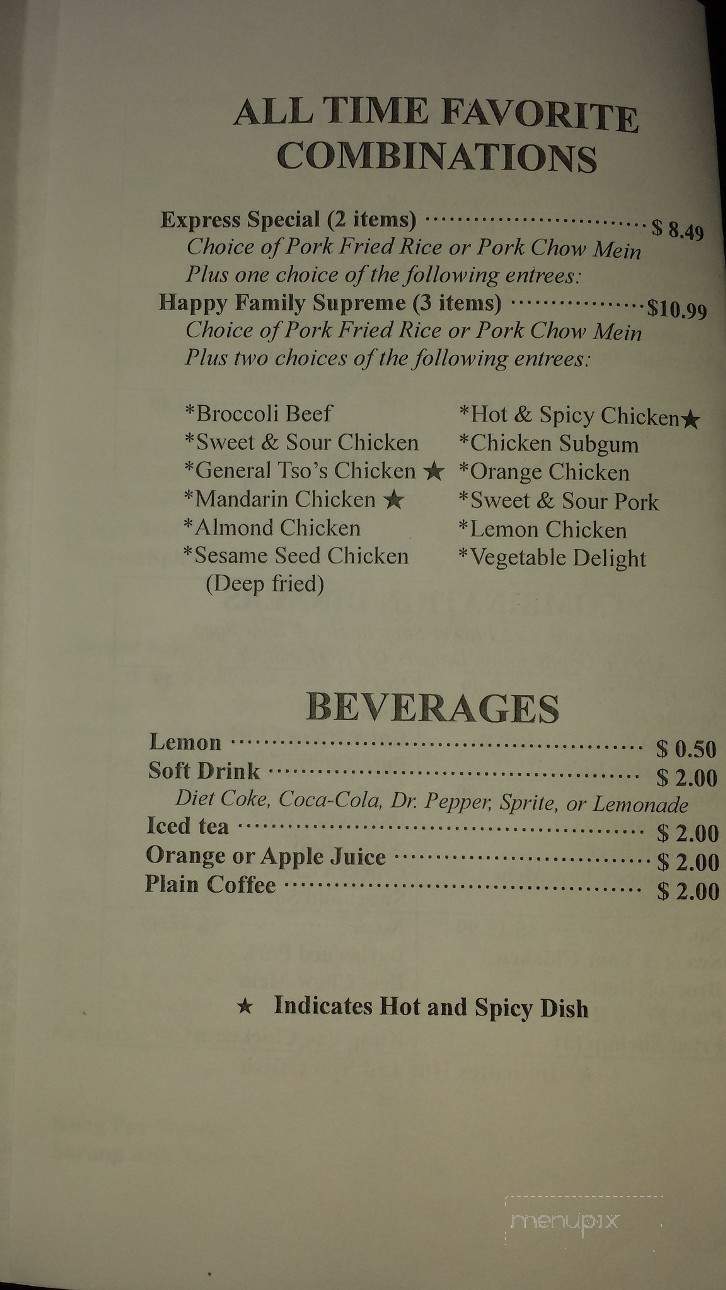 ALL TIME FAVORITE
COMBINATIONS
Express Special (2 items) ···························· $ 8.49
Choice of Pork Fried Rice or Pork Chow Mein
Plus one choice of the following entrees:
Happy Family Supreme (3 items) ················· $10.99
Choice of Pork Fried Rice or Pork Chow Mein
Plus two choices of the following entrees:
*Broccoli Beef
*Sweet & Sour Chicken
*General Tso's Chicken ★
*Mandarin Chicken ★
*Almond Chicken
*Sesame Seed Chicken
(Deep fried)
*Hot & Spicy Chicken★
*Chicken Subgum
*Orange Chicken
*Sweet & Sour Pork
*Lemon Chicken
*Vegetable Delight
BEVERAGES
Lemon ·················································· $ 0.50
Soft Drink ············································· $ 2.00
Diet Coke, Coca-Cola, Dr. Pepper, Sprite, or Lemonade
Iced tea ················································· $ 2.00
Orange or Apple Juice ······························· $ 2.00
Plain Coffee ··········································· $ 2.00
★ Indicates Hot and Spicy Dish
menupix